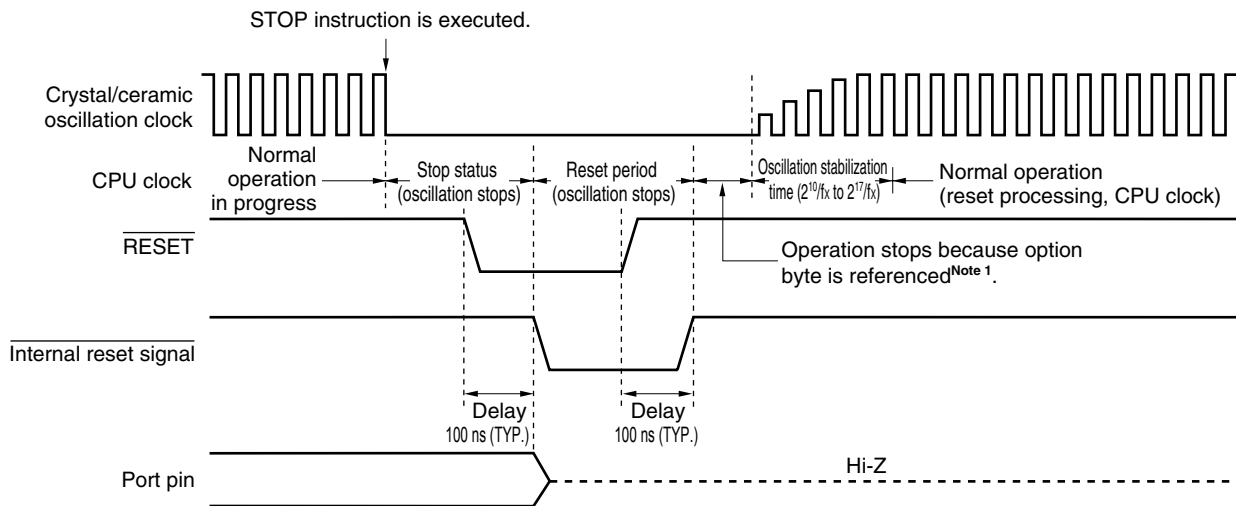 STOP instruction is executed.
Crystal/ceramic
oscillation clock
CPU clock
Normal
operation
in progress
Stop status
(oscillation stops)
Reset period
(oscillation stops)
Oscillation stabilization
time (2^10/fx to 2^17/fx)
Normal operation
(reset processing, CPU clock)
RESET
Operation stops because option
byte is referenced^Note 1.
Internal reset signal
Delay
100 ns (TYP.)
Delay
100 ns (TYP.)
Port pin
Hi-Z